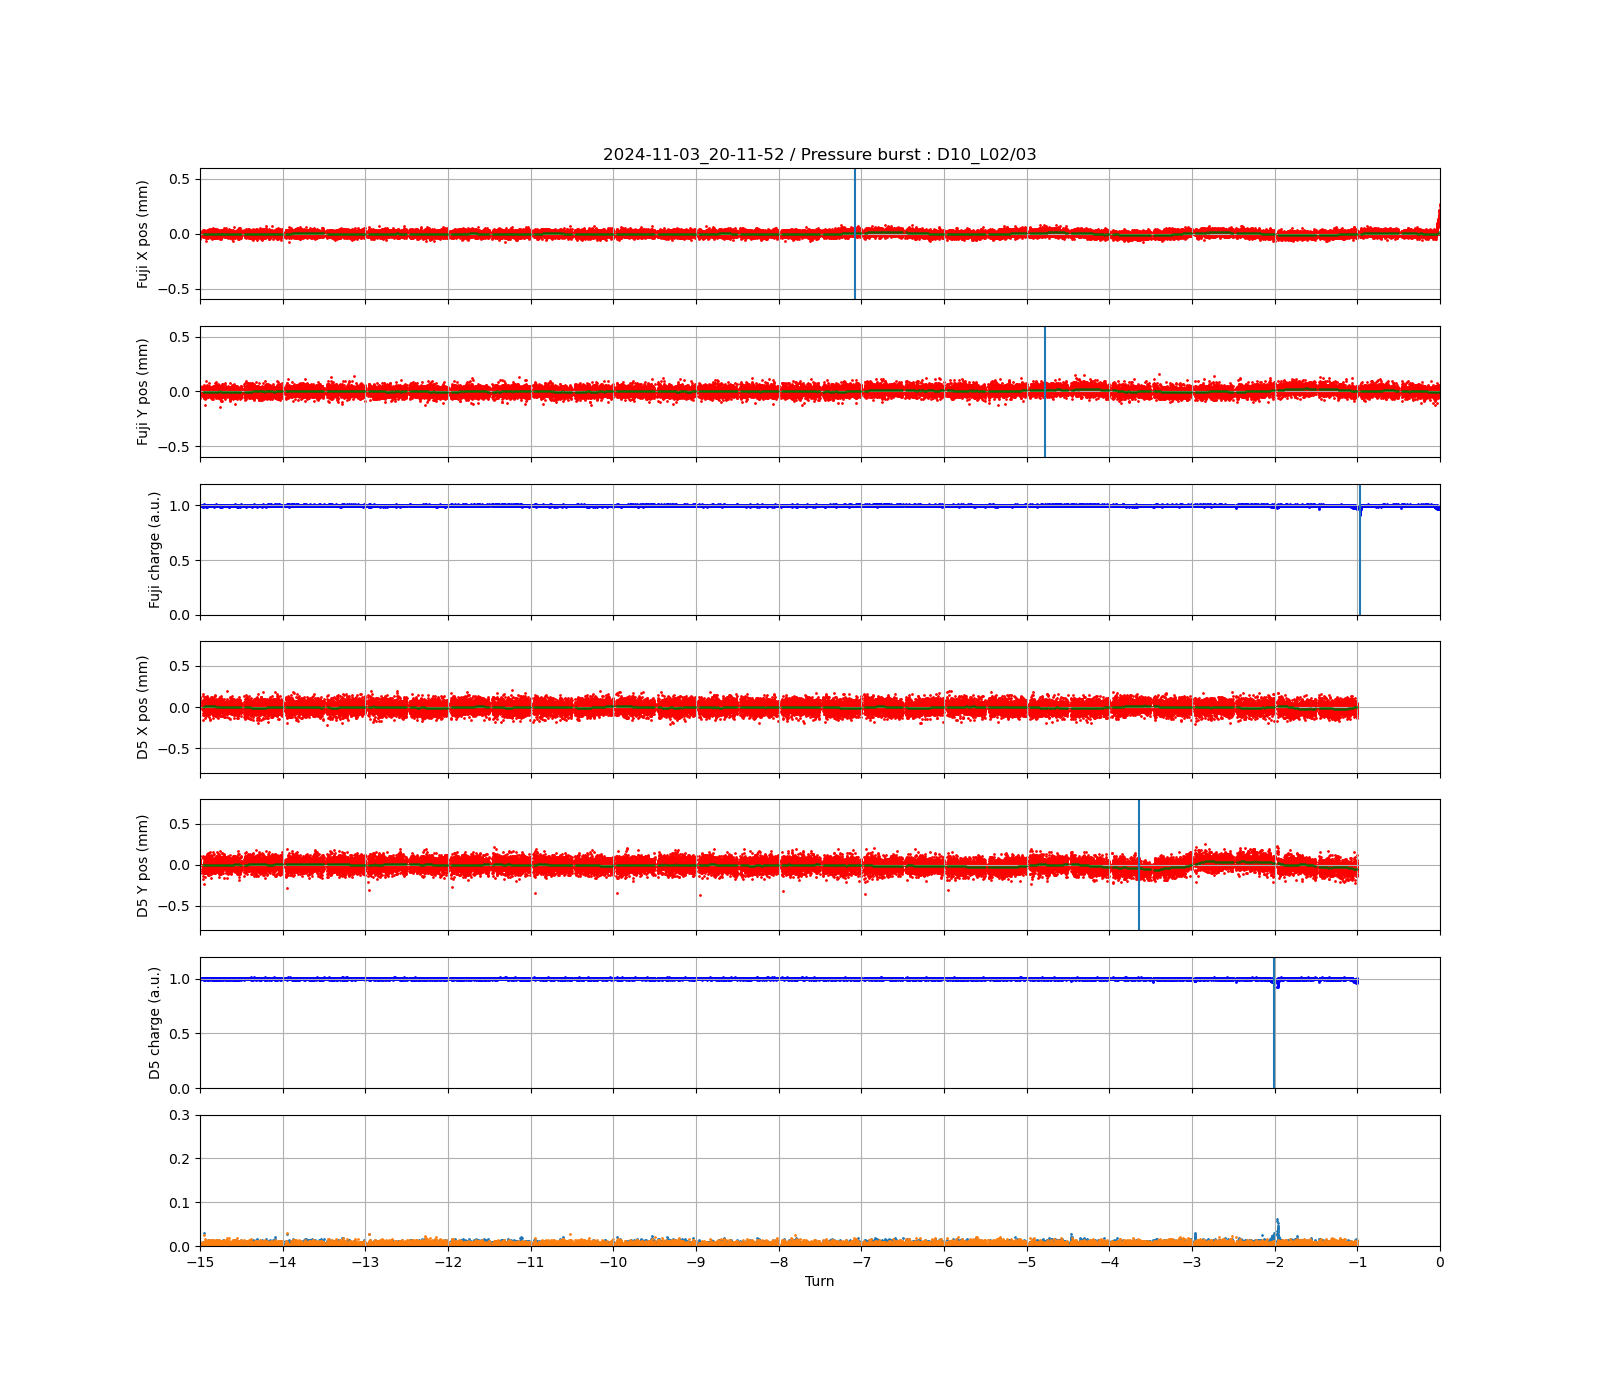 2024-11-03_20-11-52 / Pressure burst : D10_L02/03
Fuji X pos (mm)
0.5
0.0
−0.5
Fuji Y pos (mm)
0.5
0.0
−0.5
Fuji charge (a.u.)
1.0
0.5
0.0
D5 X pos (mm)
0.5
0.0
−0.5
D5 Y pos (mm)
0.5
0.0
−0.5
D5 charge (a.u.)
1.0
0.5
0.0
0.3
0.2
0.1
0.0
−15 −14 −13 −12 −11 −10 −9 −8 −7 −6 −5 −4 −3 −2 −1 0
Turn